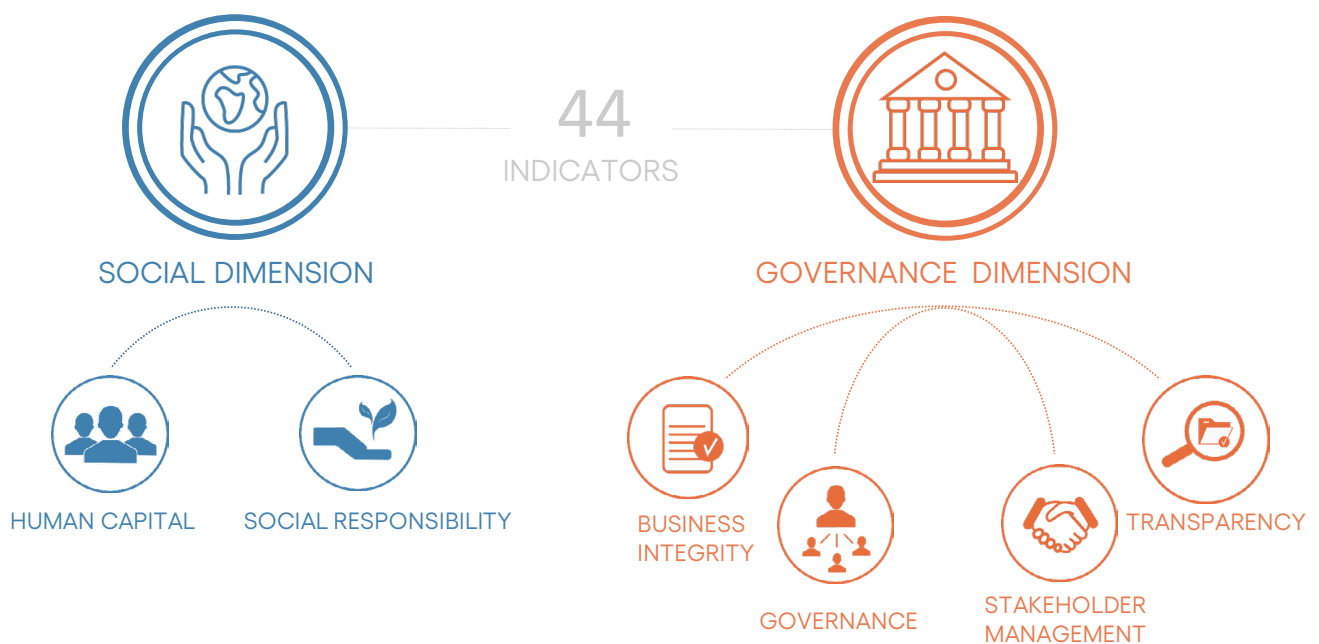 44
INDICATORS
SOCIAL DIMENSION
GOVERNANCE DIMENSION
HUMAN CAPITAL
SOCIAL RESPONSIBILITY
BUSINESS
INTEGRITY
GOVERNANCE
STAKEHOLDER
MANAGEMENT
TRANSPARENCY